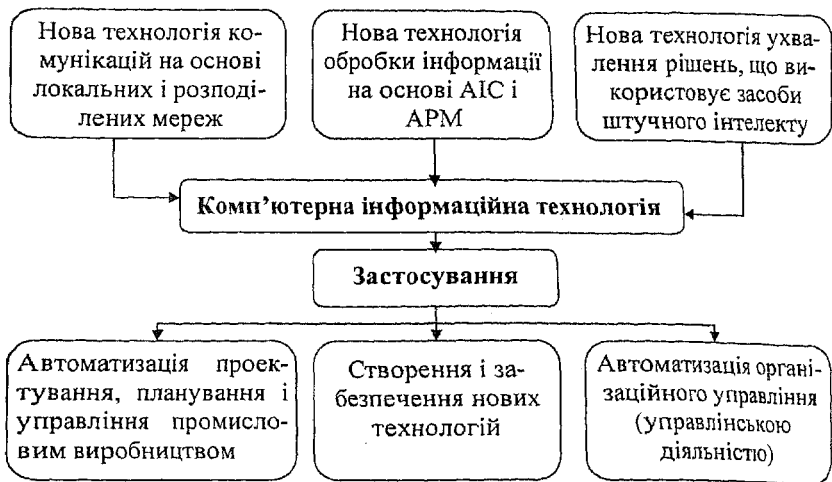 Нова технологія ко-
мунікацій на основі
локальних і розподі-
лених мереж
Нова технологія
обробки інформації
на основі АІС і
АРМ
Нова технологія ухва-
лення рішень, що ви-
користовує засоби
штучного інтелекту
Комп’ютерна інформаційна технологія
Застосування
Автоматизація проек-
тування, планування і
управління промисло-
вим виробництвом
Створення і за-
безпечення нових
технологій
Автоматизація органі-
заційного управління
(управлінською
діяльністю)